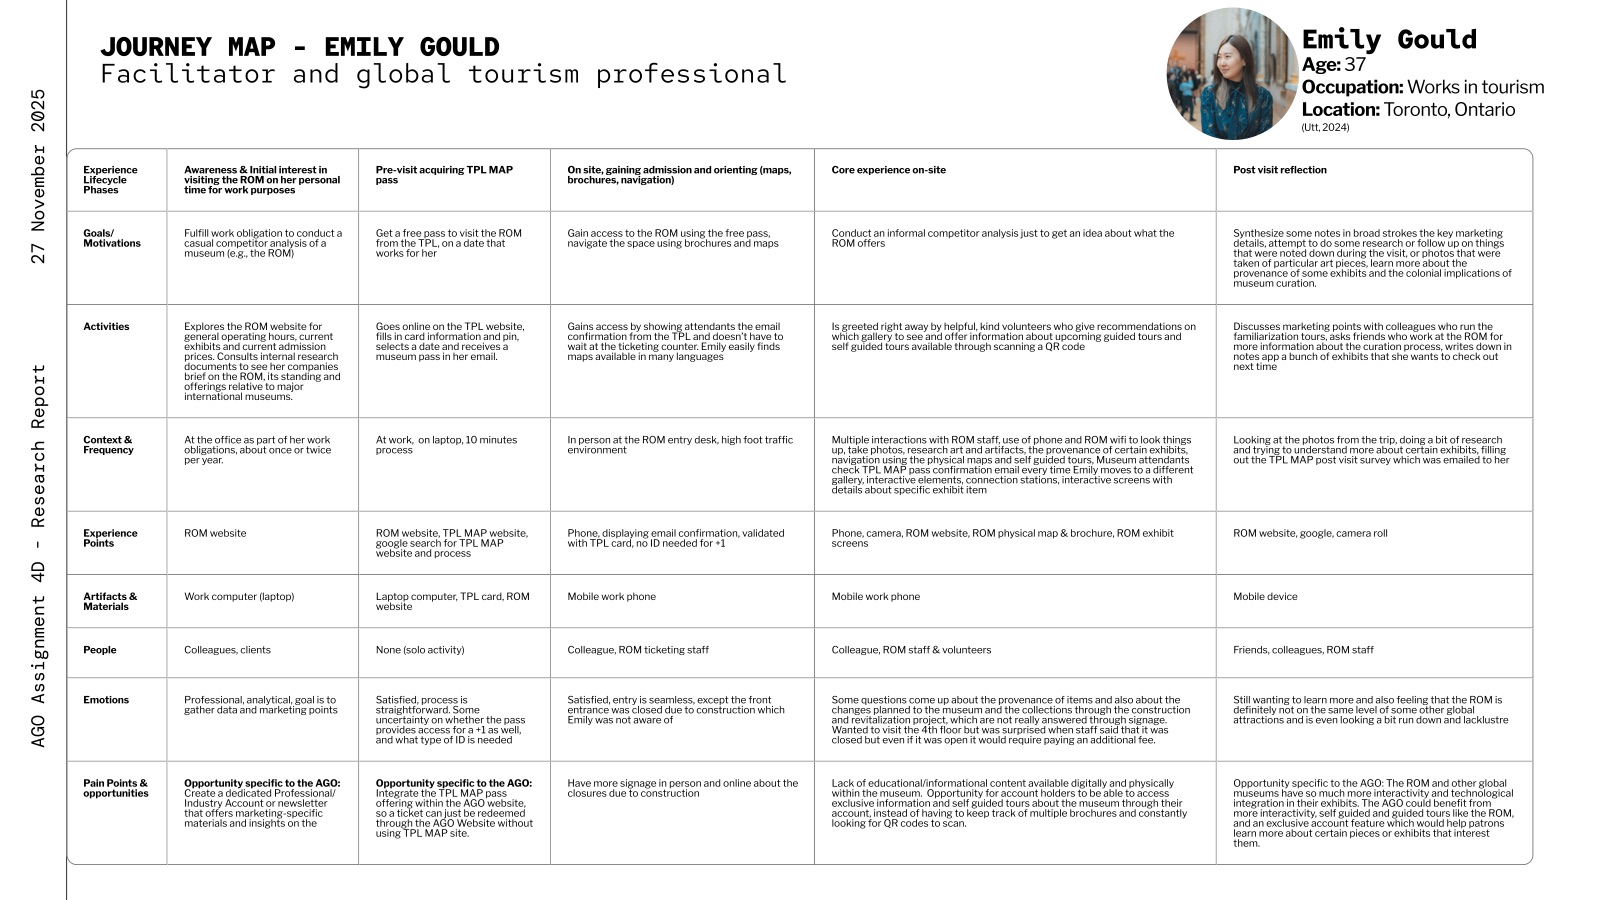 JOURNEY MAP - EMILY GOULD
Facilitator and global tourism professional
Emily Gould
Age: 37
Occupation: Works in tourism
Location: Toronto, Ontario
(Utt, 2024)
27 November 2025
AGO Assignment 4D - Research Report
Experience
Lifecycle
Phases
Awareness & Initial interest in
visiting the ROM on her personal
time for work purposes
Pre-visit acquiring TPL MAP
pass
On site, gaining admission and orienting (maps,
brochures, navigation)
Core experience on-site
Post visit reflection
Goals/
Motivations
Fulfill work obligation to conduct a
casual competitor analysis of a
museum (e.g., the ROM)
Get a free pass to visit the ROM
from the TPL, on a date that
works for her
Gain access to the ROM using the free pass,
navigate the space using brochures and maps
Conduct an informal competitor analysis just to get an idea about what the
ROM offers
Synthesize some notes in broad strokes the key marketing
details, attempt to do some research or follow up on things
that were noted down during the visit, or photos that were
taken of particular art pieces, learn more about the
provenance of some exhibits and the colonial implications of
museum curation.
Activities
Explores the ROM website for
general operating hours, current
exhibits and current admission
prices. Consults internal research
documents to see her companies
brief on the ROM, its standing and
offerings relative to major
international museums.
Goes online on the TPL website,
fills in card information and pin,
selects a date and receives a
museum pass in her email.
Gains access by showing attendants the email
confirmation from the TPL and doesn't have to
wait at the ticketing counter. Emily easily finds
maps available in many languages
Is greeted right away by helpful, kind volunteers who give recommendations on
which gallery to see and offer information about upcoming guided tours and
self guided tours available through scanning a QR code
Discusses marketing points with colleagues who run the
familiarization tours, asks friends who work at the ROM for
more information about the curation process, writes down in
notes app a bunch of exhibits that she wants to check out
next time
Context &
Frequency
At the office as part of her work
obligations, about once or twice
per year.
At work,  on laptop, 10 minutes
process
In person at the ROM entry desk, high foot traffic
environment
Multiple interactions with ROM staff, use of phone and ROM wifi to look things
up, take photos, research art and artifacts, the provenance of certain exhibits,
navigation using the physical maps and self guided tours, Museum attendants
check TPL MAP pass confirmation email every time Emily moves to a different
gallery, interactive elements, connection stations, interactive screens with
details about specific exhibit item
Looking at the photos from the trip, doing a bit of research
and trying to understand more about certain exhibits, filling
out the TPL MAP post visit survey which was emailed to her
Experience
Points
ROM website
ROM website, TPL MAP website,
google search for TPL MAP
website and process
Phone, displaying email confirmation, validated
with TPL card, no ID needed for +1
Phone, camera, ROM website, ROM physical map & brochure, ROM exhibit
screens
ROM website, google, camera roll
Artifacts &
Materials
Work computer (laptop)
Laptop computer, TPL card, ROM
website
Mobile work phone
Mobile work phone
Mobile device
People
Colleagues, clients
None (solo activity)
Colleague, ROM ticketing staff
Colleague, ROM staff & volunteers
Friends, colleagues, ROM staff
Emotions
Professional, analytical, goal is to
gather data and marketing points
Satisfied, process is
straightforward. Some
uncertainty on whether the pass
provides access for a +1 as well,
and what type of ID is needed
Satisfied, entry is seamless, except the front
entrance was closed due to construction which
Emily was not aware of
Some questions come up about the provenance of items and also about the
changes planned to the museum and the collections through the construction
and revitalization project, which are not really answered through signage.
Wanted to visit the 4th floor but was surprised when staff said that it was
closed but even if it was open it would require paying an additional fee.
Still wanting to learn more and also feeling that the ROM is
definitely not on the same level of some other global
attractions and is even looking a bit run down and lacklustre
Pain Points &
opportunities
Opportunity specific to the AGO:
Create a dedicated Professional/
Industry Account or newsletter
that offers marketing-specific
materials and insights on the
Opportunity specific to the AGO:
Integrate the TPL MAP pass
offering within the AGO website,
so a ticket can just be redeemed
through the AGO Website without
using TPL MAP site.
Have more signage in person and online about the
closures due to construction
Lack of educational/informational content available digitally and physically
within the museum.  Opportunity for account holders to be able to access
exclusive information and self guided tours about the museum through their
account, instead of having to keep track of multiple brochures and constantly
looking for QR codes to scan.
Opportunity specific to the AGO: The ROM and other global
museums have so much more interactivity and technological
integration in their exhibits. The AGO could benefit from
more interactivity, self guided and guided tours like the ROM,
and an exclusive account feature which would help patrons
learn more about certain pieces or exhibits that interest
them.